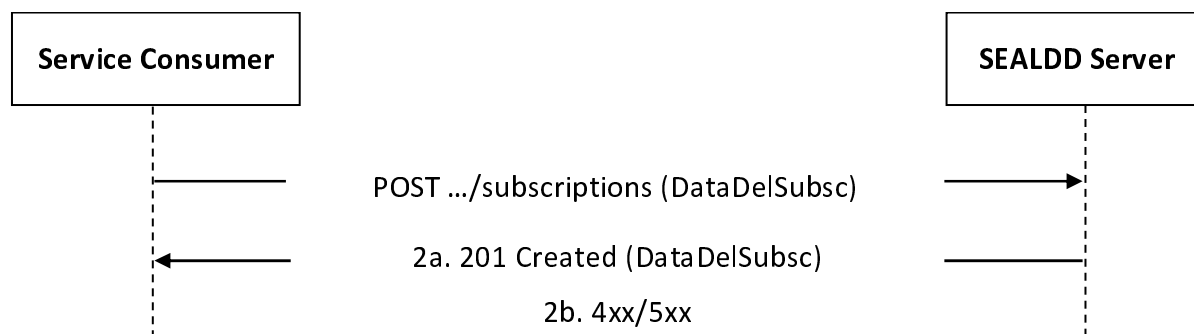 Service Consumer
SEALDD Server
POST …/subscriptions (DataDelSubsc)
2a. 201 Created (DataDelSubsc)
2b. 4xx/5xx